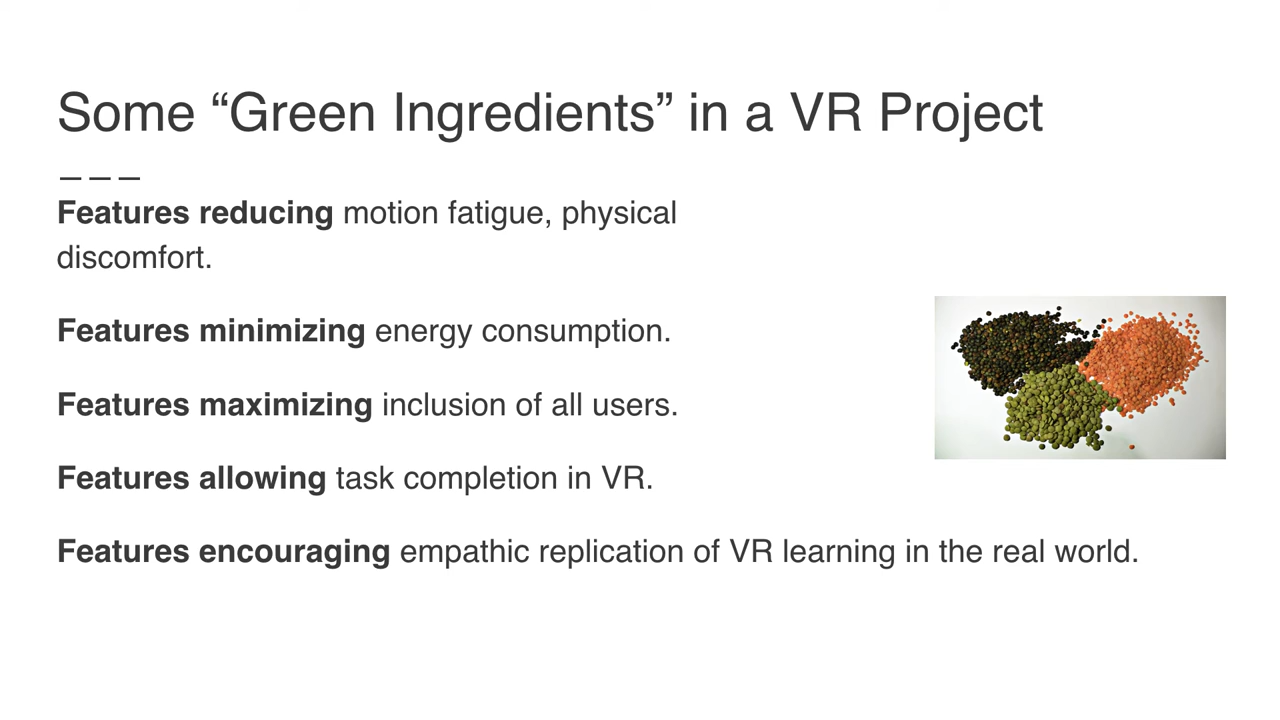 Some “Green Ingredients” in a VR Project
Features reducing motion fatigue, physical
discomfort.
Features minimizing energy consumption.
Features maximizing inclusion of all users.
Features allowing task completion in VR.
Features encouraging empathic replication of VR learning in the real world.